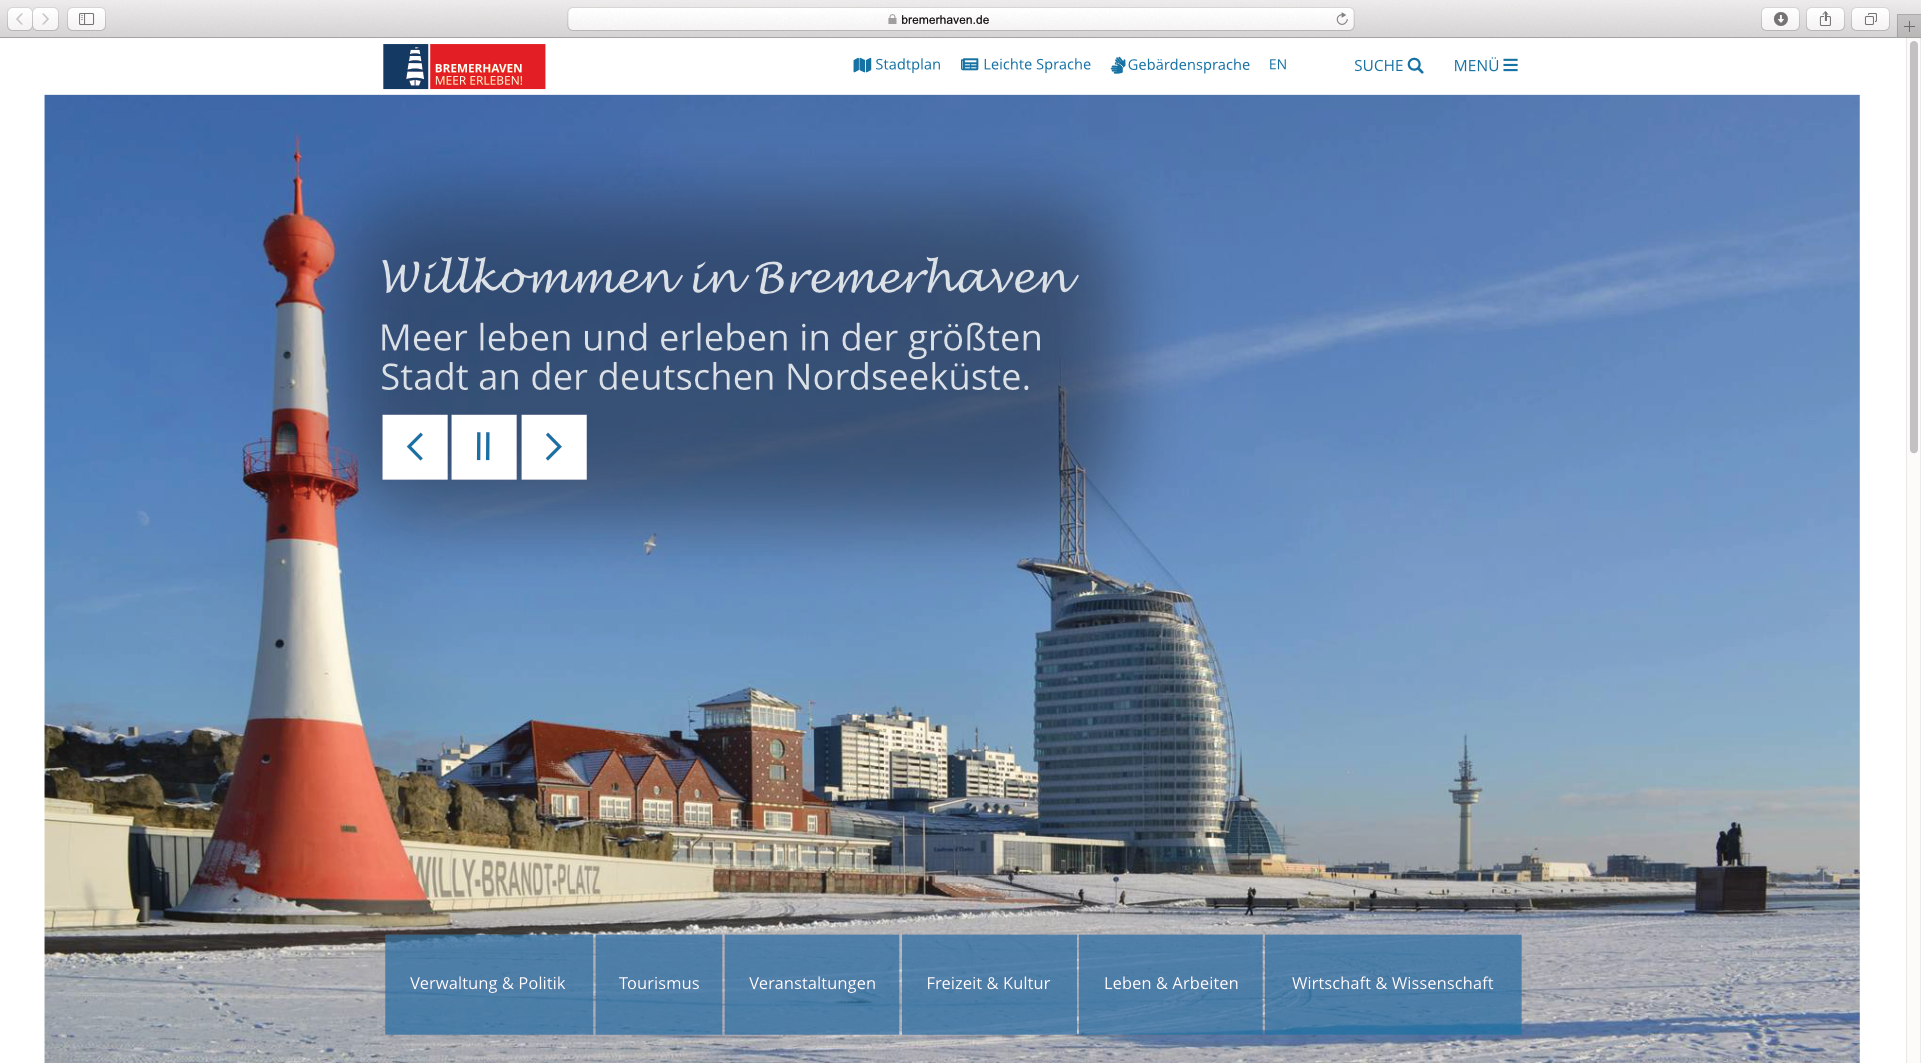 bremerhaven.de
BREMERHAVEN
MEER ERLEBEN!
Stadtplan
Leichte Sprache
Gebärdensprache
EN
SUCHE
MENÜ
Willkommen in Bremerhaven
Meer leben und erleben in der größten
Stadt an der deutschen Nordseeküste.
WILLY-BRANDT-PLATZ
Verwaltung & Politik
Tourismus
Veranstaltungen
Freizeit & Kultur
Leben & Arbeiten
Wirtschaft & Wissenschaft